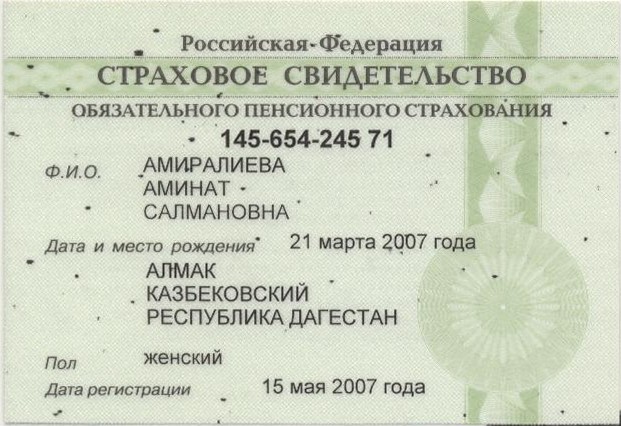 Российская Федерация
СТРАХОВОЕ СВИДЕТЕЛЬСТВО
ОБЯЗАТЕЛЬНОГО ПЕНСИОННОГО СТРАХОВАНИЯ
145-654-245 71
Ф.И.О. АМИРАЛИЕВА
АМИНАТ
САЛМАНОВНА
Дата и место рождения 21 марта 2007 года
АЛМАК
КАЗБЕКОВСКИЙ
РЕСПУБЛИКА ДАГЕСТАН
Пол женский
Дата регистрации 15 мая 2007 года